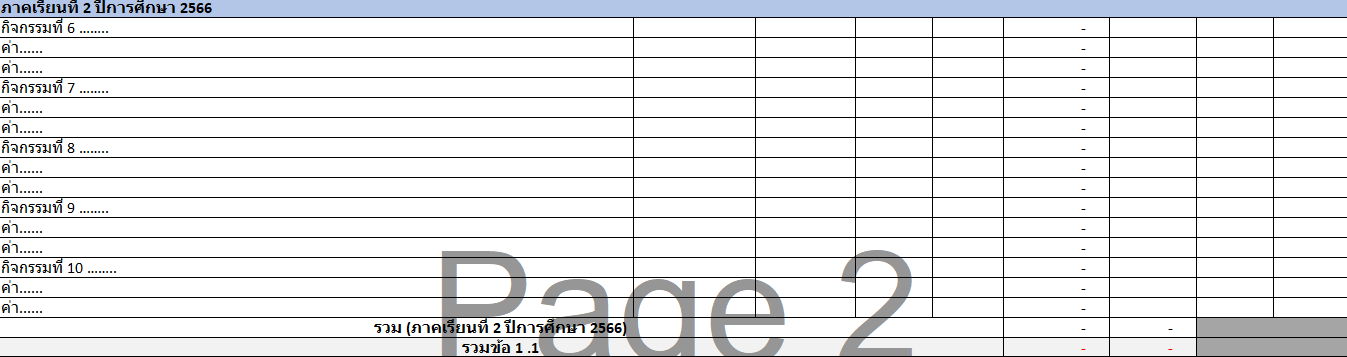 ภาคเรียนที่ 2 ปีการศึกษา 2566
กิจกรรมที่ 6 ........ -
ค่า...... -
ค่า...... -
กิจกรรมที่ 7 ........ -
ค่า...... -
ค่า...... -
กิจกรรมที่ 8 ........ -
ค่า...... -
ค่า...... -
กิจกรรมที่ 9 ........ -
ค่า...... -
ค่า...... -
กิจกรรมที่ 10 ........ -
ค่า...... -
ค่า...... -
รวม (ภาคเรียนที่ 2 ปีการศึกษา 2566) - -
รวมข้อ 1 .1 - -
Page 2